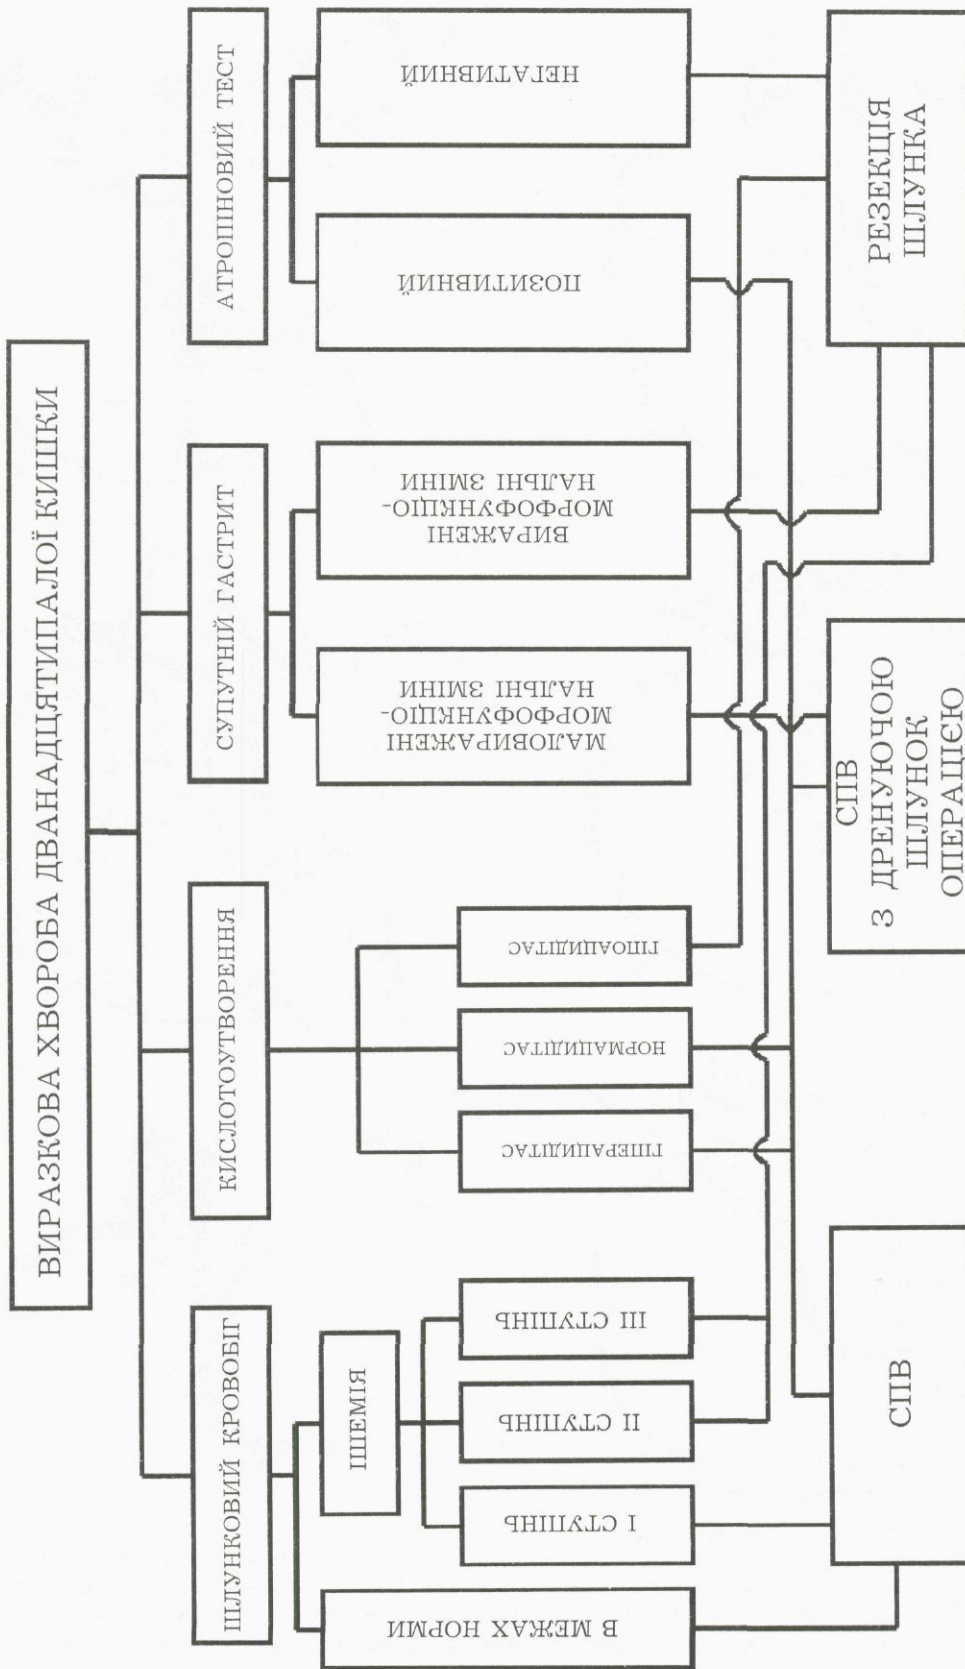 ВИРАЗКОВА ХВОРОБА ДВАНАДЦЯТИПАЛОЇ КИШКИ
ШЛУНКОВИЙ КРОВОБІГ
КИСЛОТОУТВОРЕННЯ
СУПУТНІЙ ГАСТРИТ
АТРОПІНОВИЙ ТЕСТ
В МЕЖАХ НОРМИ
ІШЕМІЯ
І СТУПІНЬ
ІІ СТУПІНЬ
ІІІ СТУПІНЬ
ГІПЕРАЦИДІТАС
НОРМАЦИДІТАС
ГІПОАЦИДІТАС
МАЛОВИРАЖЕНІ
МОРФОФУНКЦІО-
НАЛЬНІ ЗМІНИ
ВИРАЖЕНІ
МОРФОФУНКЦІО-
НАЛЬНІ ЗМІНИ
ПОЗИТИВНИЙ
НЕГАТИВНИЙ
СПВ
СПВ
З ДРЕНУЮЧОЮ
ШЛУНОК
ОПЕРАЦІЄЮ
РЕЗЕКЦІЯ
ШЛУНКА